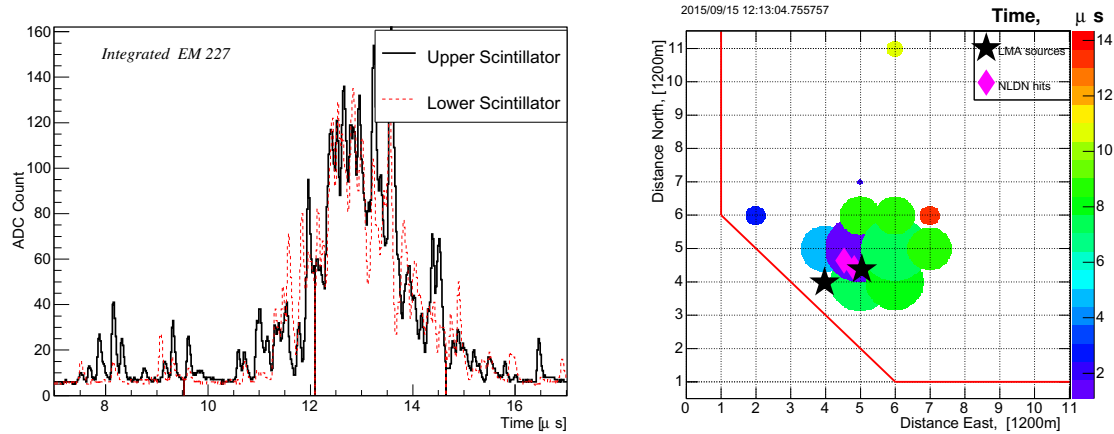 Integrated EM 227
Upper Scintillator
Lower Scintillator
ADC Count
160
140
120
100
80
60
40
20
0
8 10 12 14 16
Time [μ s]
2015/09/15 12:13:04.755757
Time, μ s
LMA sources
NLDN hits
Distance North, [1200m]
11
10
9
8
7
6
5
4
3
2
1
0 1 2 3 4 5 6 7 8 9 10 11
Distance East, [1200m]
14
12
10
8
6
4
2